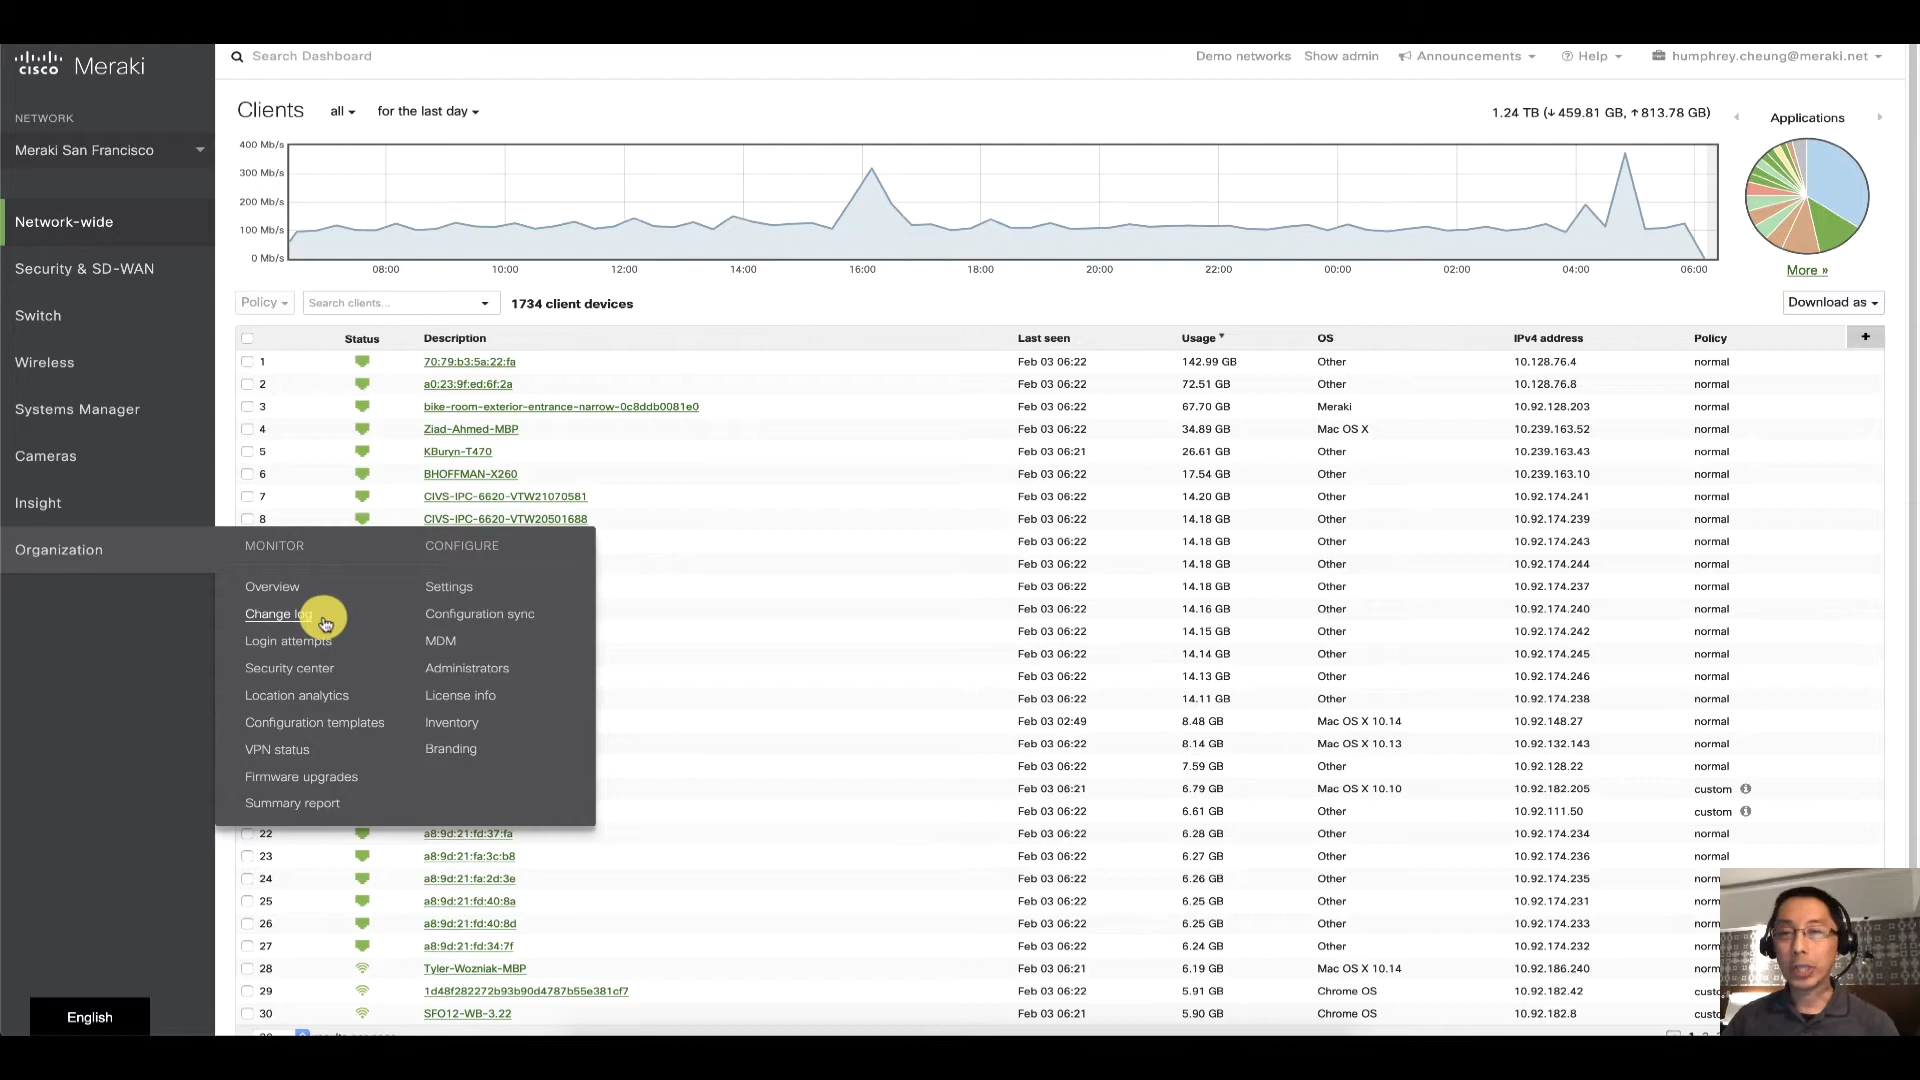 CISCO Meraki
Search Dashboard
Demo networks Show admin Announcements Help humphrey.cheung@meraki.net
NETWORK
Meraki San Francisco
Network-wide
Security & SD-WAN
Switch
Wireless
Systems Manager
Cameras
Insight
Organization
English
Clients all for the last day
1.24 TB (↓459.81 GB, ↑813.78 GB)
Applications
More »
400 Mb/s
300 Mb/s
200 Mb/s
100 Mb/s
0 Mb/s
08:00 10:00 12:00 14:00 16:00 18:00 20:00 22:00 00:00 02:00 04:00 06:00
Policy Search clients... 1734 client devices Download as
Status Description Last seen Usage OS IPv4 address Policy +
1 70:79:b3:5a:22:fa Feb 03 06:22 142.99 GB Other 10.128.76.4 normal
2 a0:23:9f:ed:6f:2a Feb 03 06:22 72.51 GB Other 10.128.76.8 normal
3 bike-room-exterior-entrance-narrow-0c8ddb0081e0 Feb 03 06:22 67.70 GB Meraki 10.92.128.203 normal
4 Ziad-Ahmed-MBP Feb 03 06:22 34.89 GB Mac OS X 10.239.163.52 normal
5 KBuryn-T470 Feb 03 06:21 26.61 GB Other 10.239.163.43 normal
6 BHOFFMAN-X260 Feb 03 06:22 17.54 GB Other 10.239.163.10 normal
7 CIVS-IPC-6620-VTW21070581 Feb 03 06:22 14.20 GB Other 10.92.174.241 normal
8 CIVS-IPC-6620-VTW20501688 Feb 03 06:22 14.18 GB Other 10.92.174.239 normal
Feb 03 06:22 14.18 GB Other 10.92.174.243 normal
Feb 03 06:22 14.18 GB Other 10.92.174.244 normal
Feb 03 06:22 14.18 GB Other 10.92.174.237 normal
Feb 03 06:22 14.16 GB Other 10.92.174.240 normal
Feb 03 06:22 14.15 GB Other 10.92.174.242 normal
Feb 03 06:22 14.14 GB Other 10.92.174.245 normal
Feb 03 06:22 14.13 GB Other 10.92.174.246 normal
Feb 03 06:22 14.11 GB Other 10.92.174.238 normal
Feb 03 02:49 8.48 GB Mac OS X 10.14 10.92.148.27 normal
Feb 03 06:22 8.14 GB Mac OS X 10.13 10.92.132.143 normal
Feb 03 06:22 7.59 GB Other 10.92.128.22 normal
Feb 03 06:21 6.79 GB Mac OS X 10.10 10.92.182.205 custom
Feb 03 06:22 6.61 GB Other 10.92.111.50 custom
22 a8:9d:21:fd:37:fa Feb 03 06:22 6.28 GB Other 10.92.174.234 normal
23 a8:9d:21:fa:3c:b8 Feb 03 06:22 6.27 GB Other 10.92.174.236 normal
24 a8:9d:21:fa:2d:3e Feb 03 06:22 6.26 GB Other 10.92.174.235 norm
25 a8:9d:21:fd:40:8a Feb 03 06:22 6.25 GB Other 10.92.174.231 norm
26 a8:9d:21:fd:40:8d Feb 03 06:22 6.25 GB Other 10.92.174.233 norm
27 a8:9d:21:fd:34:7f Feb 03 06:22 6.24 GB Other 10.92.174.232 norm
28 Tyler-Wozniak-MBP Feb 03 06:21 6.19 GB Mac OS X 10.14 10.92.186.240 norm
29 1d48f282272b93b90d4787b55e381cf7 Feb 03 06:22 5.91 GB Chrome OS 10.92.182.42 custo
30 SFO12-WB-3.22 Feb 03 06:21 5.90 GB Chrome OS 10.92.182.8 custo
MONITOR
Overview
Change log
Login attempts
Security center
Location analytics
Configuration templates
VPN status
Firmware upgrades
Summary report
CONFIGURE
Settings
Configuration sync
MDM
Administrators
License info
Inventory
Branding